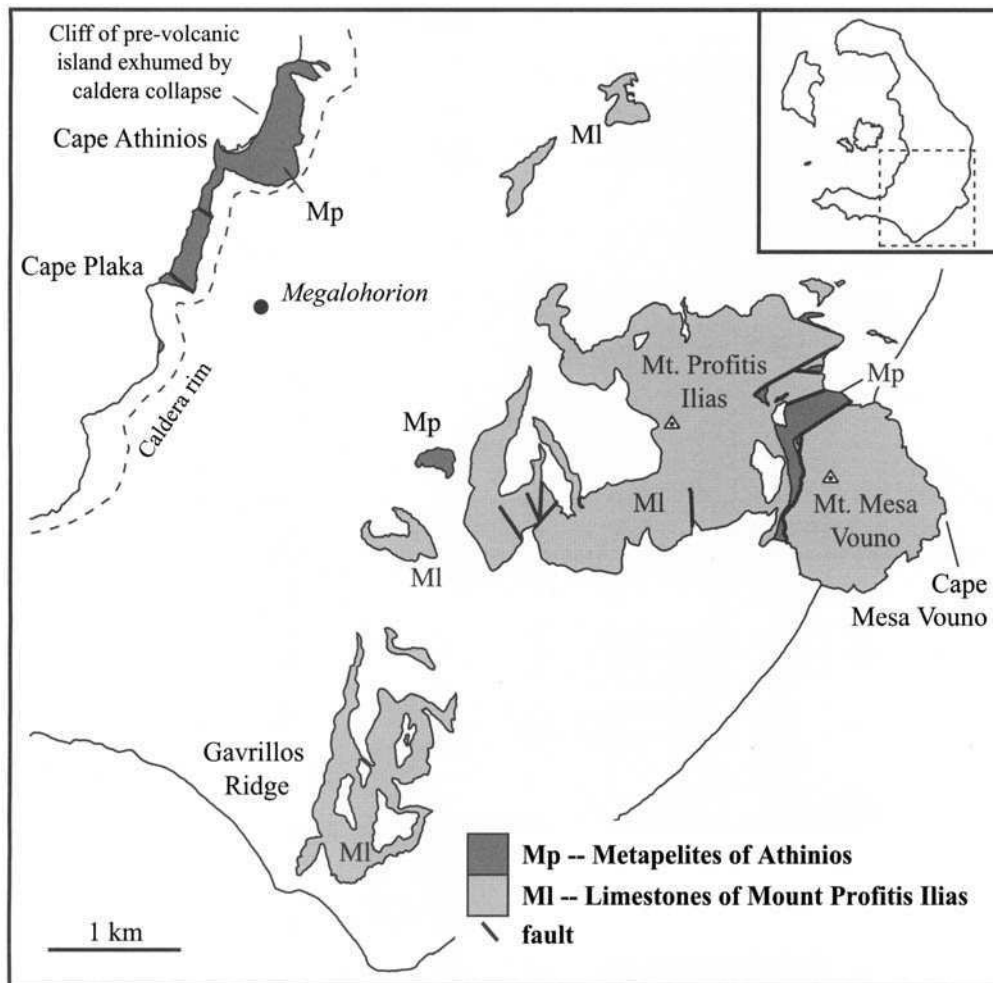 Cliff of pre-volcanic
island exhumed by
caldera collapse
Cape Athinios
Mp
Ml
Cape Plaka
Megalohorion
Caldera rim
Mt. Profitis
Ilias
Mp
Mp
Ml
Mt. Mesa
Vouno
Ml
Cape
Mesa Vouno
Gavrillos
Ridge
Ml
Mp -- Metapelites of Athinios
Ml -- Limestones of Mount Profitis Ilias
fault
1 km